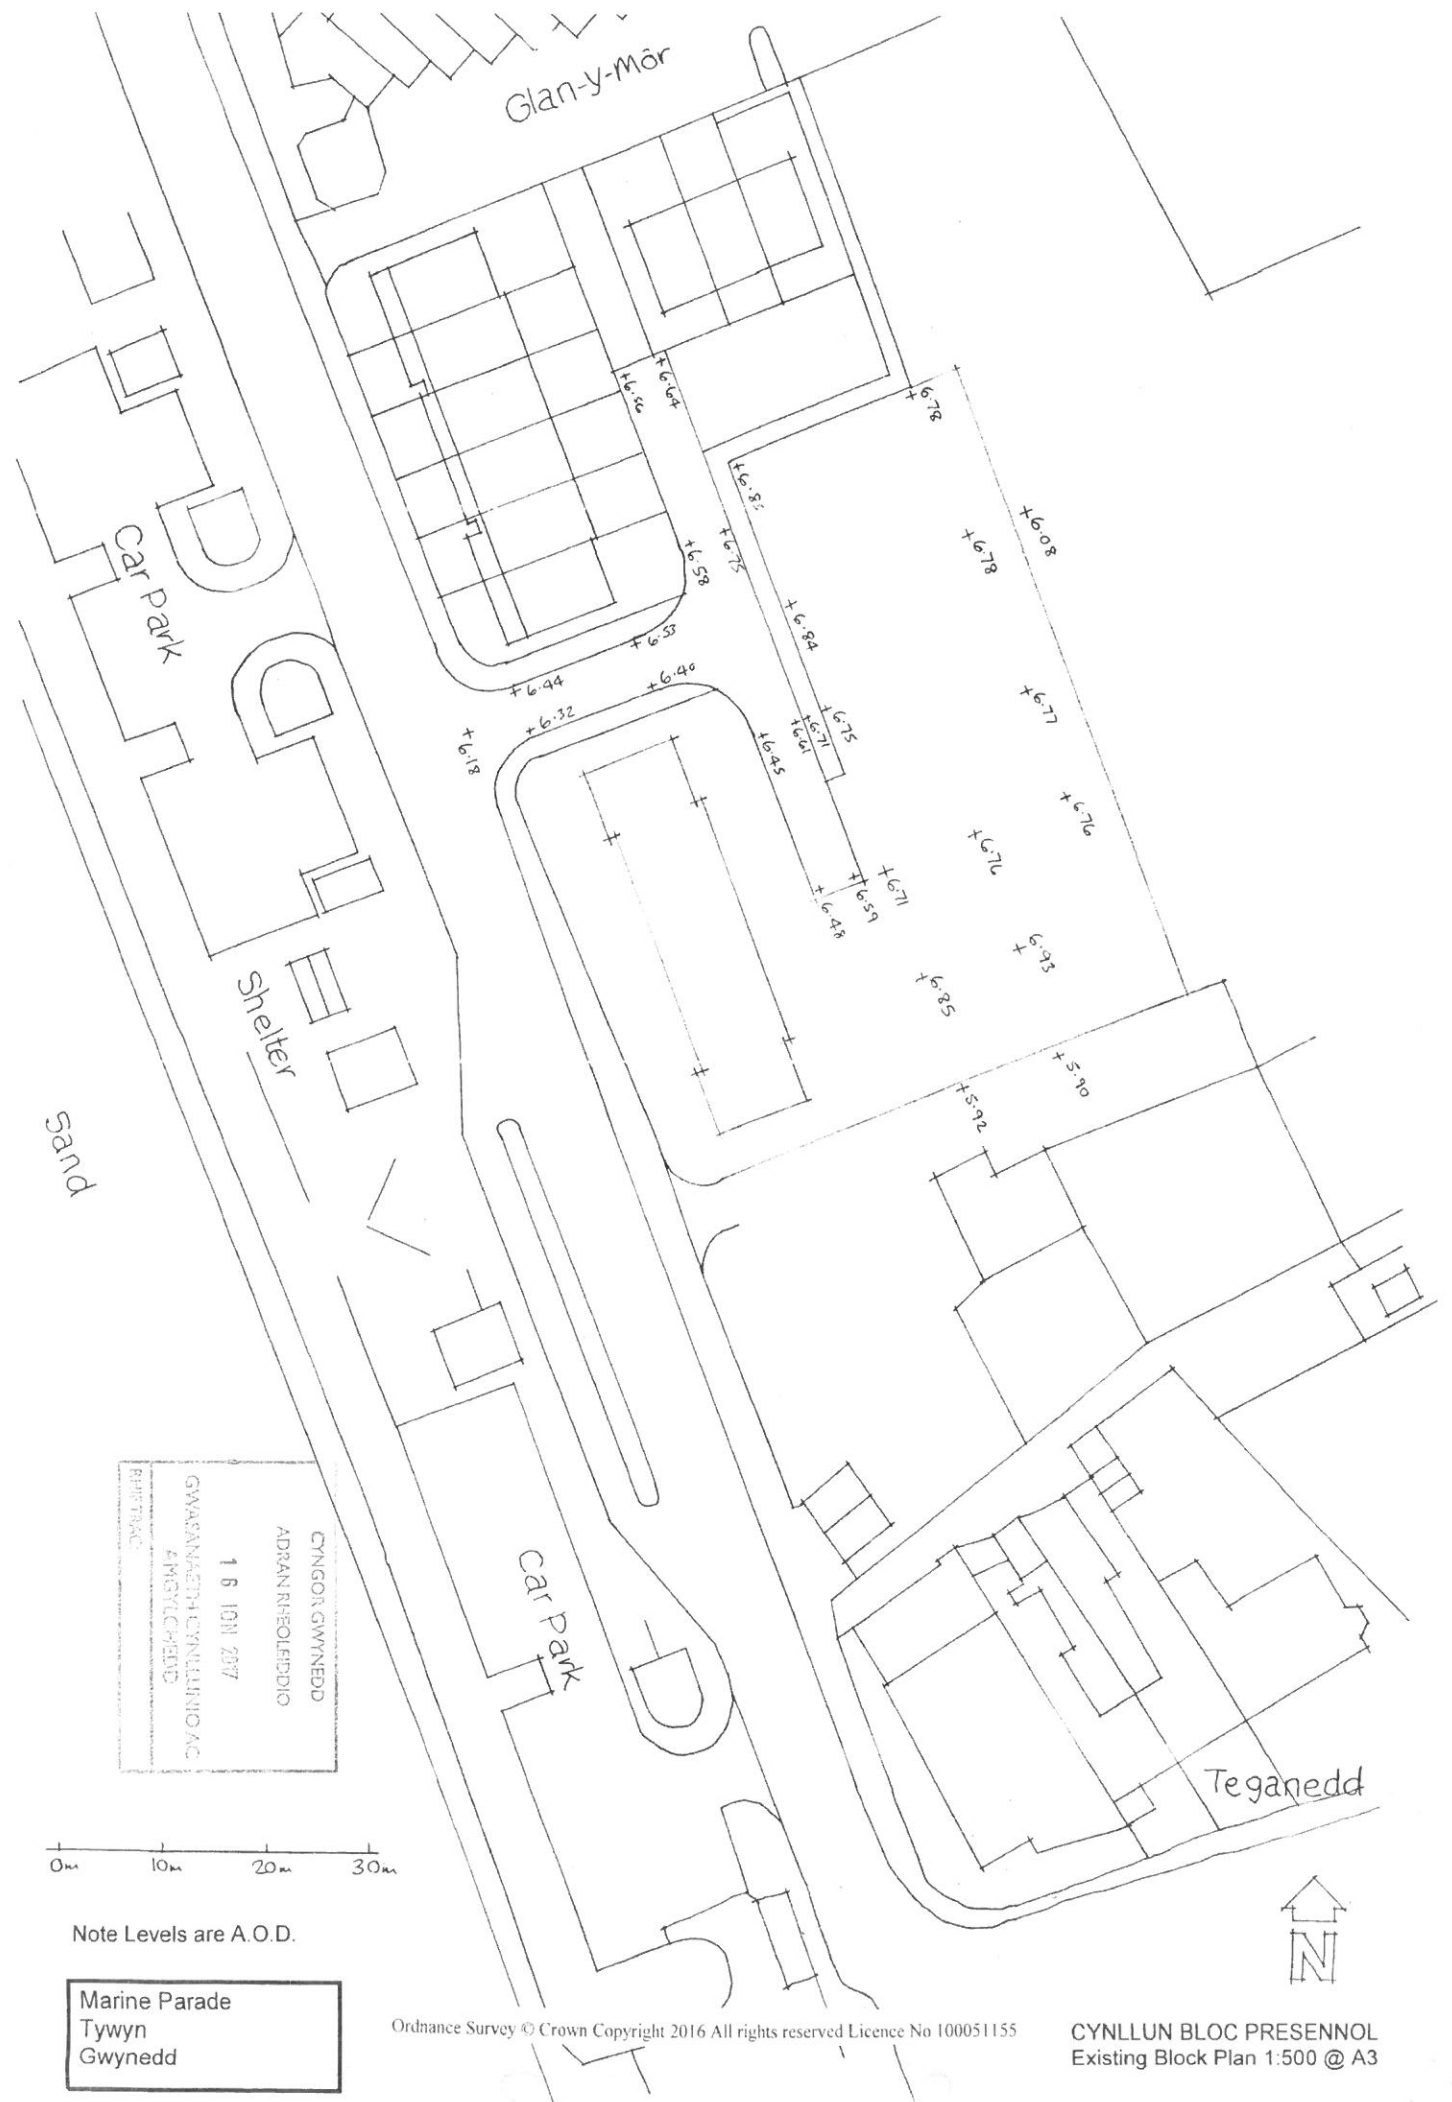 Glan-y-Môr
+6.64
+6.56
+6.78
+6.85
+6.08
+6.75
+6.78
+6.58
+6.84
+6.53
+6.40
+6.44
+6.77
+6.32
+6.75
+6.71
+6.61
+6.18
+6.45
+6.76
+6.76
+6.71
+6.59
+6.48
+6.93
+6.85
+5.90
+5.92
Car Park
Shelter
Sand
Car Park
Teganedd
CYNGOR GWYNEDD
ADRAN RHEOLEIDDIO
16 ION 2017
GWASANAETH CYNLLUNIO AC
AMGYLCHEDD
0m 10m 20m 30m
Note Levels are A.O.D.
Marine Parade
Tywyn
Gwynedd
Ordnance Survey © Crown Copyright 2016 All rights reserved Licence No 100051155
N
CYNLLUN BLOC PRESENNOL
Existing Block Plan 1:500 @ A3